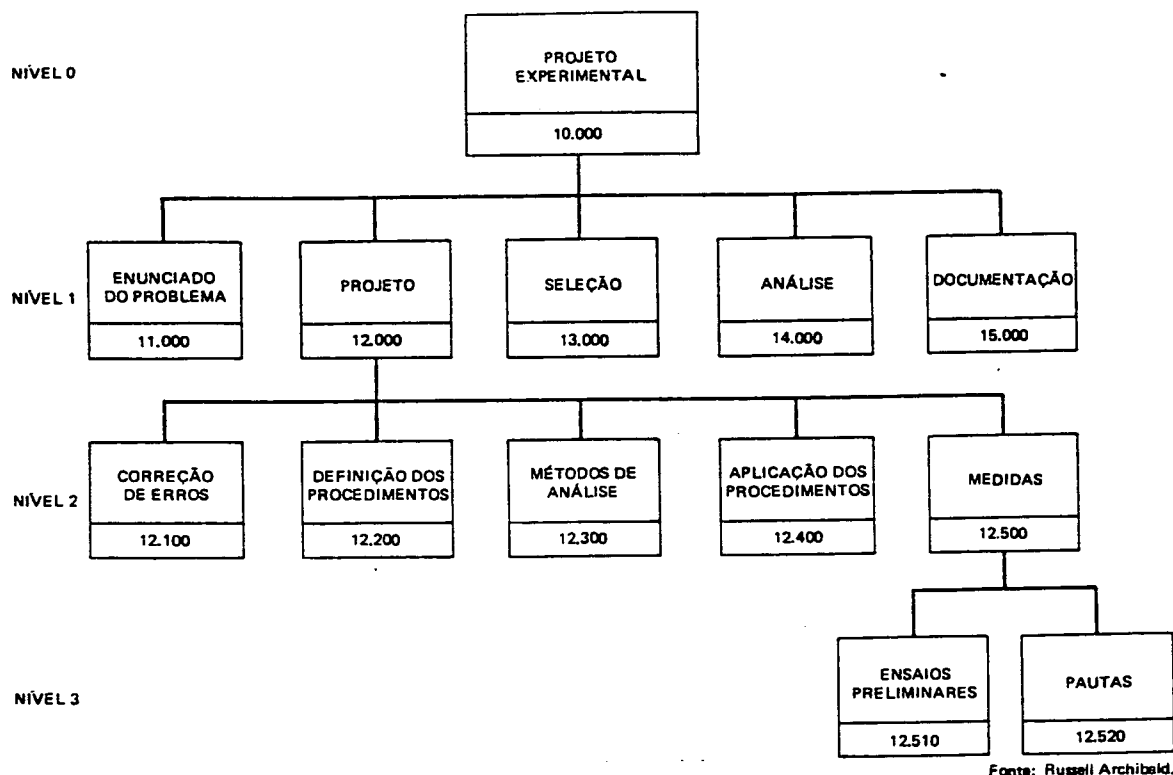 NÍVEL 0
PROJETO
EXPERIMENTAL
10.000
NÍVEL 1
ENUNCIADO
DO PROBLEMA
11.000
PROJETO
12.000
SELEÇÃO
13.000
ANÁLISE
14.000
DOCUMENTAÇÃO
15.000
NÍVEL 2
CORREÇÃO
DE ERROS
12.100
DEFINIÇÃO DOS
PROCEDIMENTOS
12.200
MÉTODOS DE
ANÁLISE
12.300
APLICAÇÃO DOS
PROCEDIMENTOS
12.400
MEDIDAS
12.500
NÍVEL 3
ENSAIOS
PRELIMINARES
12.510
PAUTAS
12.520
Fonte: Russell Archibald.